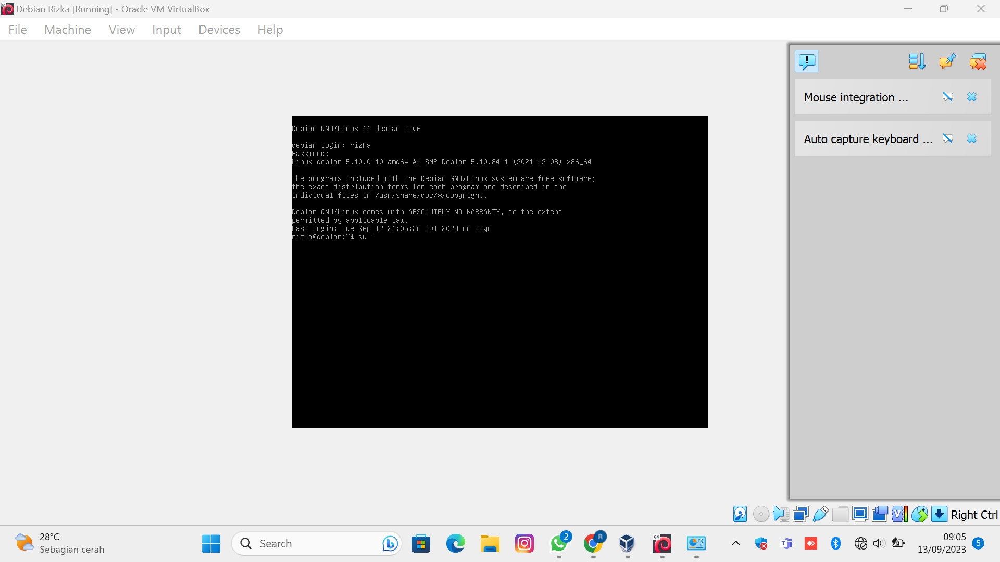 Debian Rizka [Running] - Oracle VM VirtualBox
File Machine View Input Devices Help
Mouse integration ...
Auto capture keyboard ...
Debian GNU/Linux 11 debian tty6
debian login: rizka
Password:
Linux debian 5.10.0-10-amd64 #1 SMP Debian 5.10.84-1 (2021-12-08) x86_64
The programs included with the Debian GNU/Linux system are free software;
the exact distribution terms for each program are described in the
individual files in /usr/share/doc/*/copyright.
Debian GNU/Linux comes with ABSOLUTELY NO WARRANTY, to the extent
permitted by applicable law.
Last login: Tue Sep 12 21:05:36 EDT 2023 on tty6
rizka@debian:~$ su -
Right Ctrl
28°C
Sebagian cerah
Search
2
R
64
09:05
13/09/2023
5